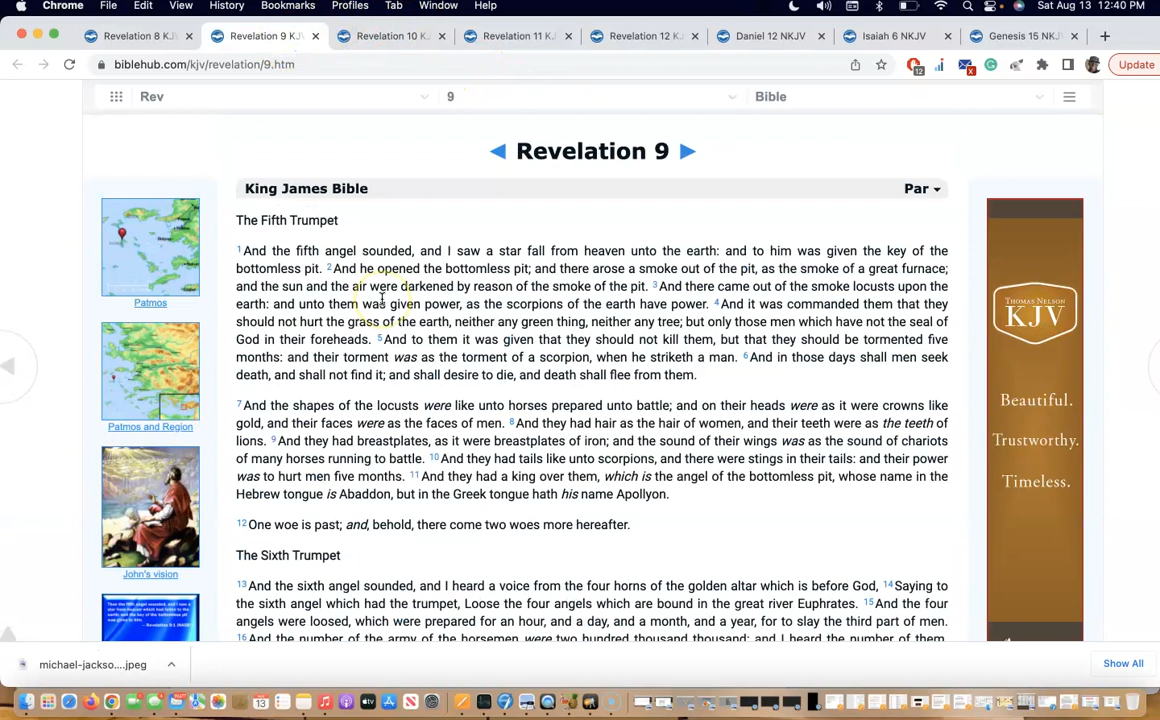 Chrome File Edit View History Bookmarks Profiles Tab Window Help Sat Aug 13 12:40 PM
Revelation 8 KJV Revelation 9 KJV Revelation 10 K Revelation 11 K Revelation 12 K Daniel 12 NKJV Isaiah 6 NKJV Genesis 15 NKJV
biblehub.com/kjv/revelation/9.htm 12 x Update
Rev 9 Bible
Revelation 9
King James Bible Par
The Fifth Trumpet
1And the fifth angel sounded, and I saw a star fall from heaven unto the earth: and to him was given the key of the
bottomless pit. 2And he opened the bottomless pit; and there arose a smoke out of the pit, as the smoke of a great furnace;
and the sun and the air were darkened by reason of the smoke of the pit. 3And there came out of the smoke locusts upon the
earth: and unto them was given power, as the scorpions of the earth have power. 4And it was commanded them that they
should not hurt the grass of the earth, neither any green thing, neither any tree; but only those men which have not the seal of
God in their foreheads. 5And to them it was given that they should not kill them, but that they should be tormented five
months: and their torment was as the torment of a scorpion, when he striketh a man. 6And in those days shall men seek
death, and shall not find it; and shall desire to die, and death shall flee from them.
7And the shapes of the locusts were like unto horses prepared unto battle; and on their heads were as it were crowns like
gold, and their faces were as the faces of men. 8And they had hair as the hair of women, and their teeth were as the teeth of
lions. 9And they had breastplates, as it were breastplates of iron; and the sound of their wings was as the sound of chariots
of many horses running to battle. 10And they had tails like unto scorpions, and there were stings in their tails: and their power
was to hurt men five months. 11And they had a king over them, which is the angel of the bottomless pit, whose name in the
Hebrew tongue is Abaddon, but in the Greek tongue hath his name Apollyon.
12One woe is past; and, behold, there come two woes more hereafter.
The Sixth Trumpet
13And the sixth angel sounded, and I heard a voice from the four horns of the golden altar which is before God, 14Saying to
the sixth angel which had the trumpet, Loose the four angels which are bound in the great river Euphrates. 15And the four
angels were loosed, which were prepared for an hour, and a day, and a month, and a year, for to slay the third part of men.
16And the number of the army of the horsemen were two hundred thousand thousand: and I heard the number of them.
Patmos
Patmos and Region
John's vision
THOMAS NELSON
KJV
Beautiful.
Trustworthy.
Timeless.
michael-jackso....jpeg Show All